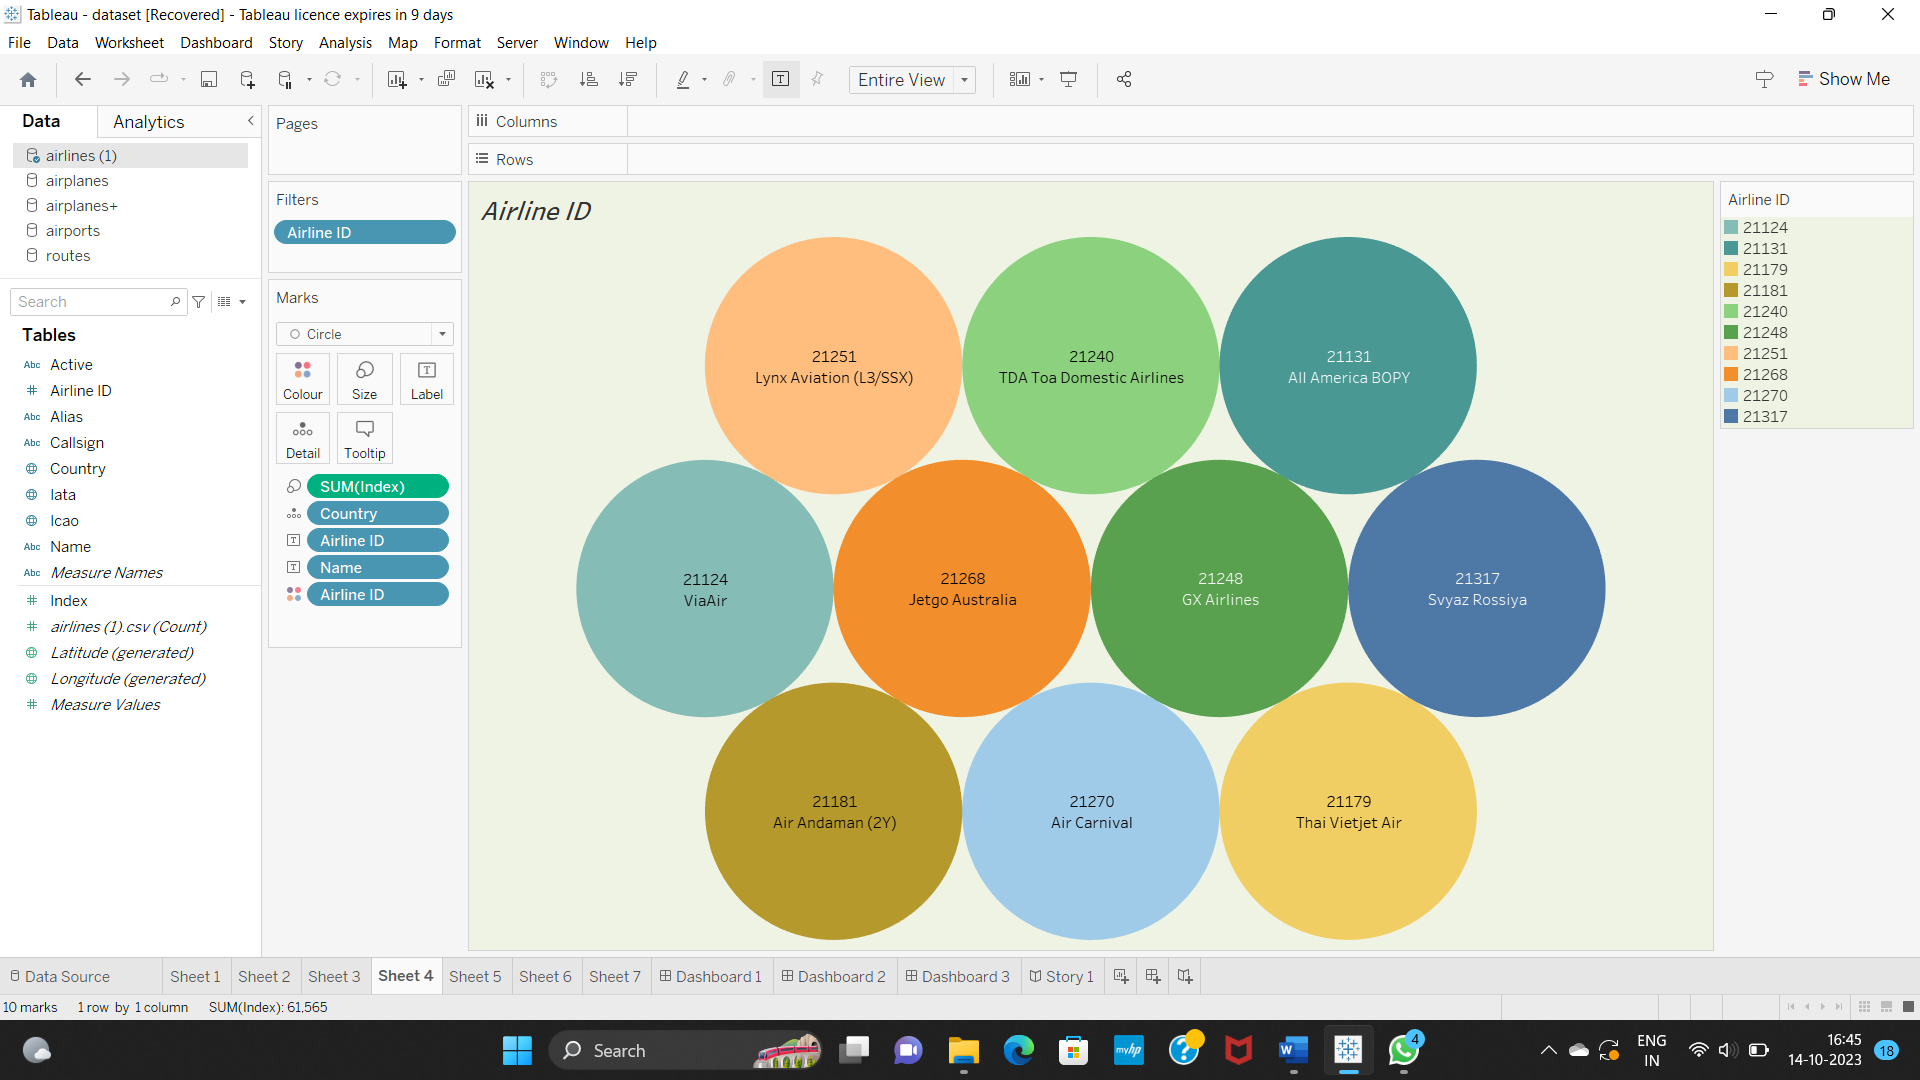 Tableau - dataset [Recovered] - Tableau licence expires in 9 days
File Data Worksheet Dashboard Story Analysis Map Format Server Window Help
Entire View
Show Me
Data Analytics
airlines (1)
airplanes
airplanes+
airports
routes
Search
Tables
Abc Active
# Airline ID
Abc Alias
Abc Callsign
Country
Iata
Icao
Abc Name
Abc Measure Names
# Index
# airlines (1).csv (Count)
Latitude (generated)
Longitude (generated)
# Measure Values
Pages
Filters
Airline ID
Marks
Circle
Colour Size T Label
Detail Tooltip
SUM(Index)
Country
T Airline ID
T Name
Airline ID
Columns
Rows
Airline ID
21251
Lynx Aviation (L3/SSX)
21240
TDA Toa Domestic Airlines
21131
All America BOPY
21124
ViaAir
21268
Jetgo Australia
21248
GX Airlines
21317
Svyaz Rossiya
21181
Air Andaman (2Y)
21270
Air Carnival
21179
Thai Vietjet Air
Airline ID
21124
21131
21179
21181
21240
21248
21251
21268
21270
21317
Data Source Sheet 1 Sheet 2 Sheet 3 Sheet 4 Sheet 5 Sheet 6 Sheet 7 Dashboard 1 Dashboard 2 Dashboard 3 Story 1
10 marks 1 row by 1 column SUM(Index): 61,565
Search
myhp
?
W
4
ENG
IN
16:45
14-10-2023
18